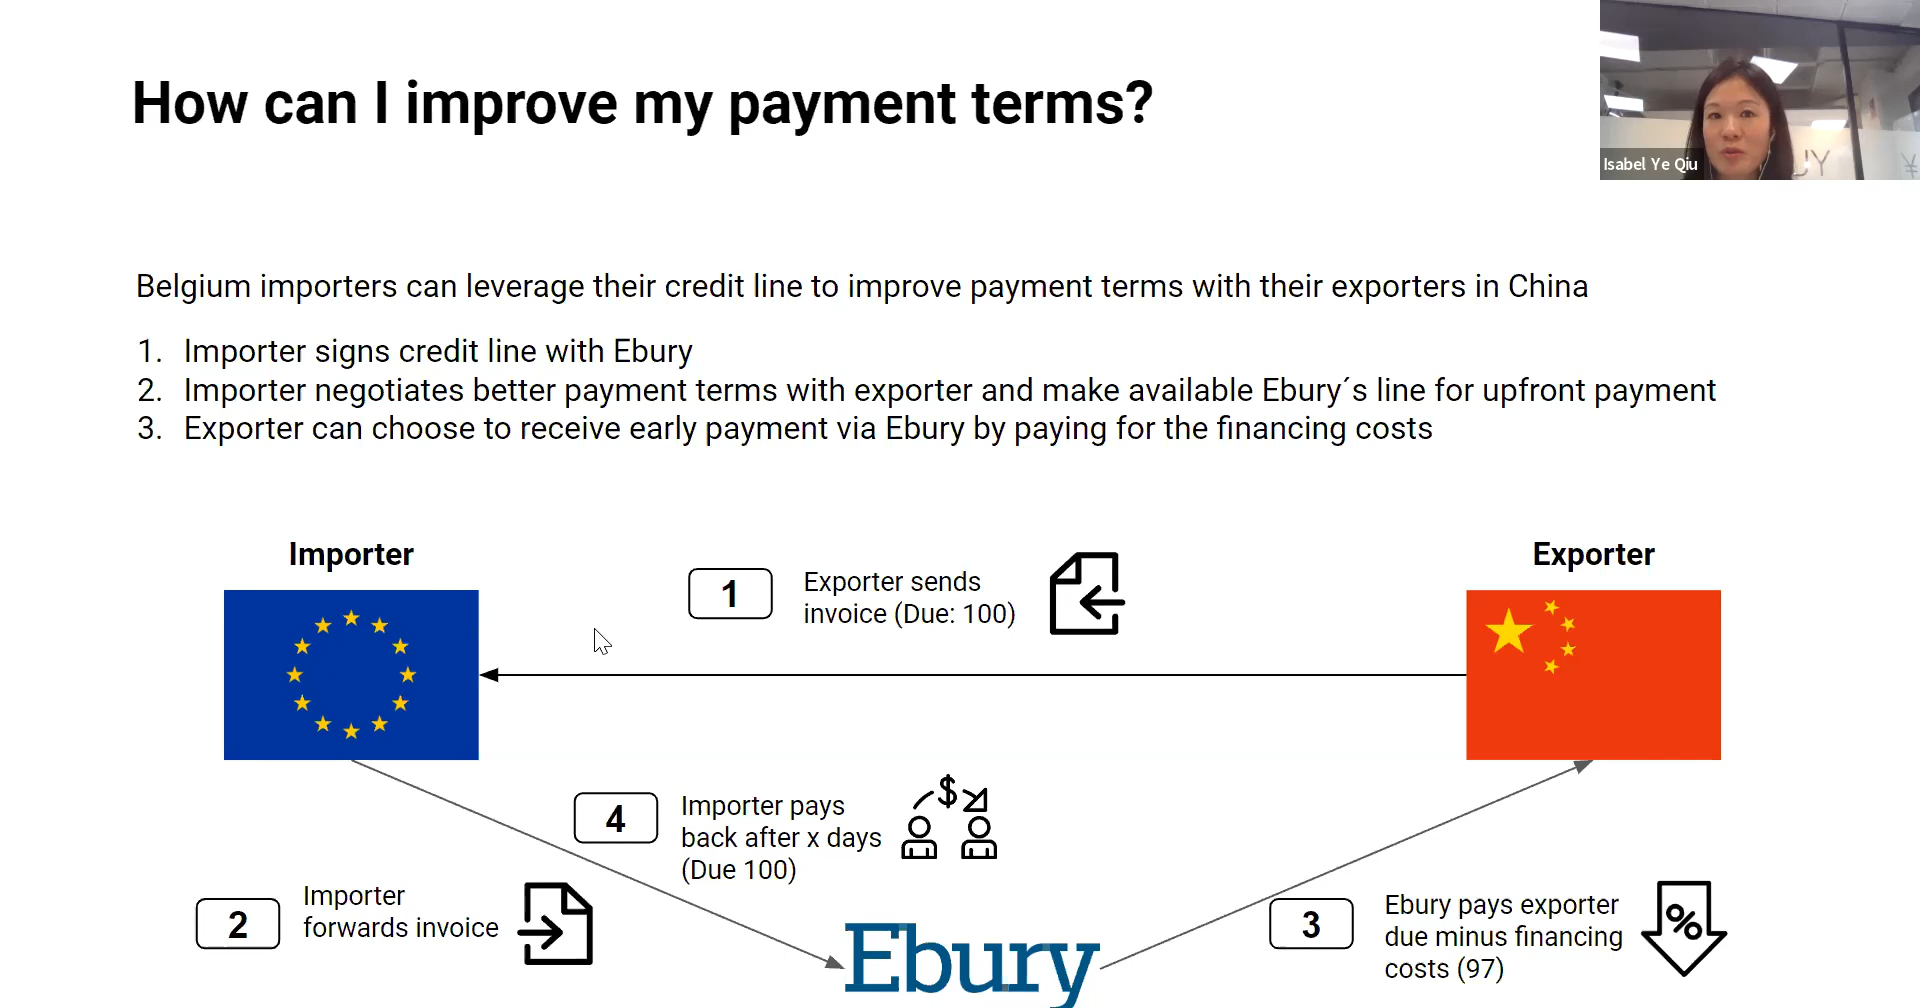 How can I improve my payment terms?
Isabel Ye Qiu
Belgium importers can leverage their credit line to improve payment terms with their exporters in China
1. Importer signs credit line with Ebury
2. Importer negotiates better payment terms with exporter and make available Ebury´s line for upfront payment
3. Exporter can choose to receive early payment via Ebury by paying for the financing costs
Importer
Exporter
1
Exporter sends
invoice (Due: 100)
4
Importer pays
back after x days
(Due 100)
$
2
Importer
forwards invoice
Ebury
3
Ebury pays exporter
due minus financing
costs (97)
%